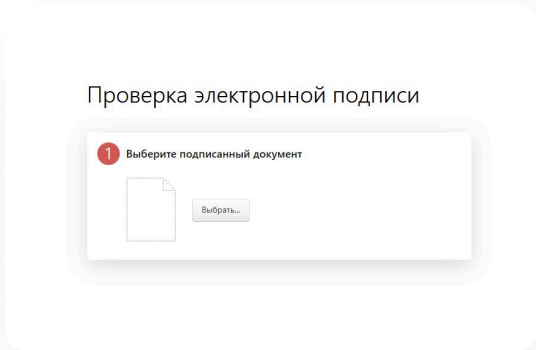 Проверка электронной подписи
1 Выберите подписанный документ
Выбрать...